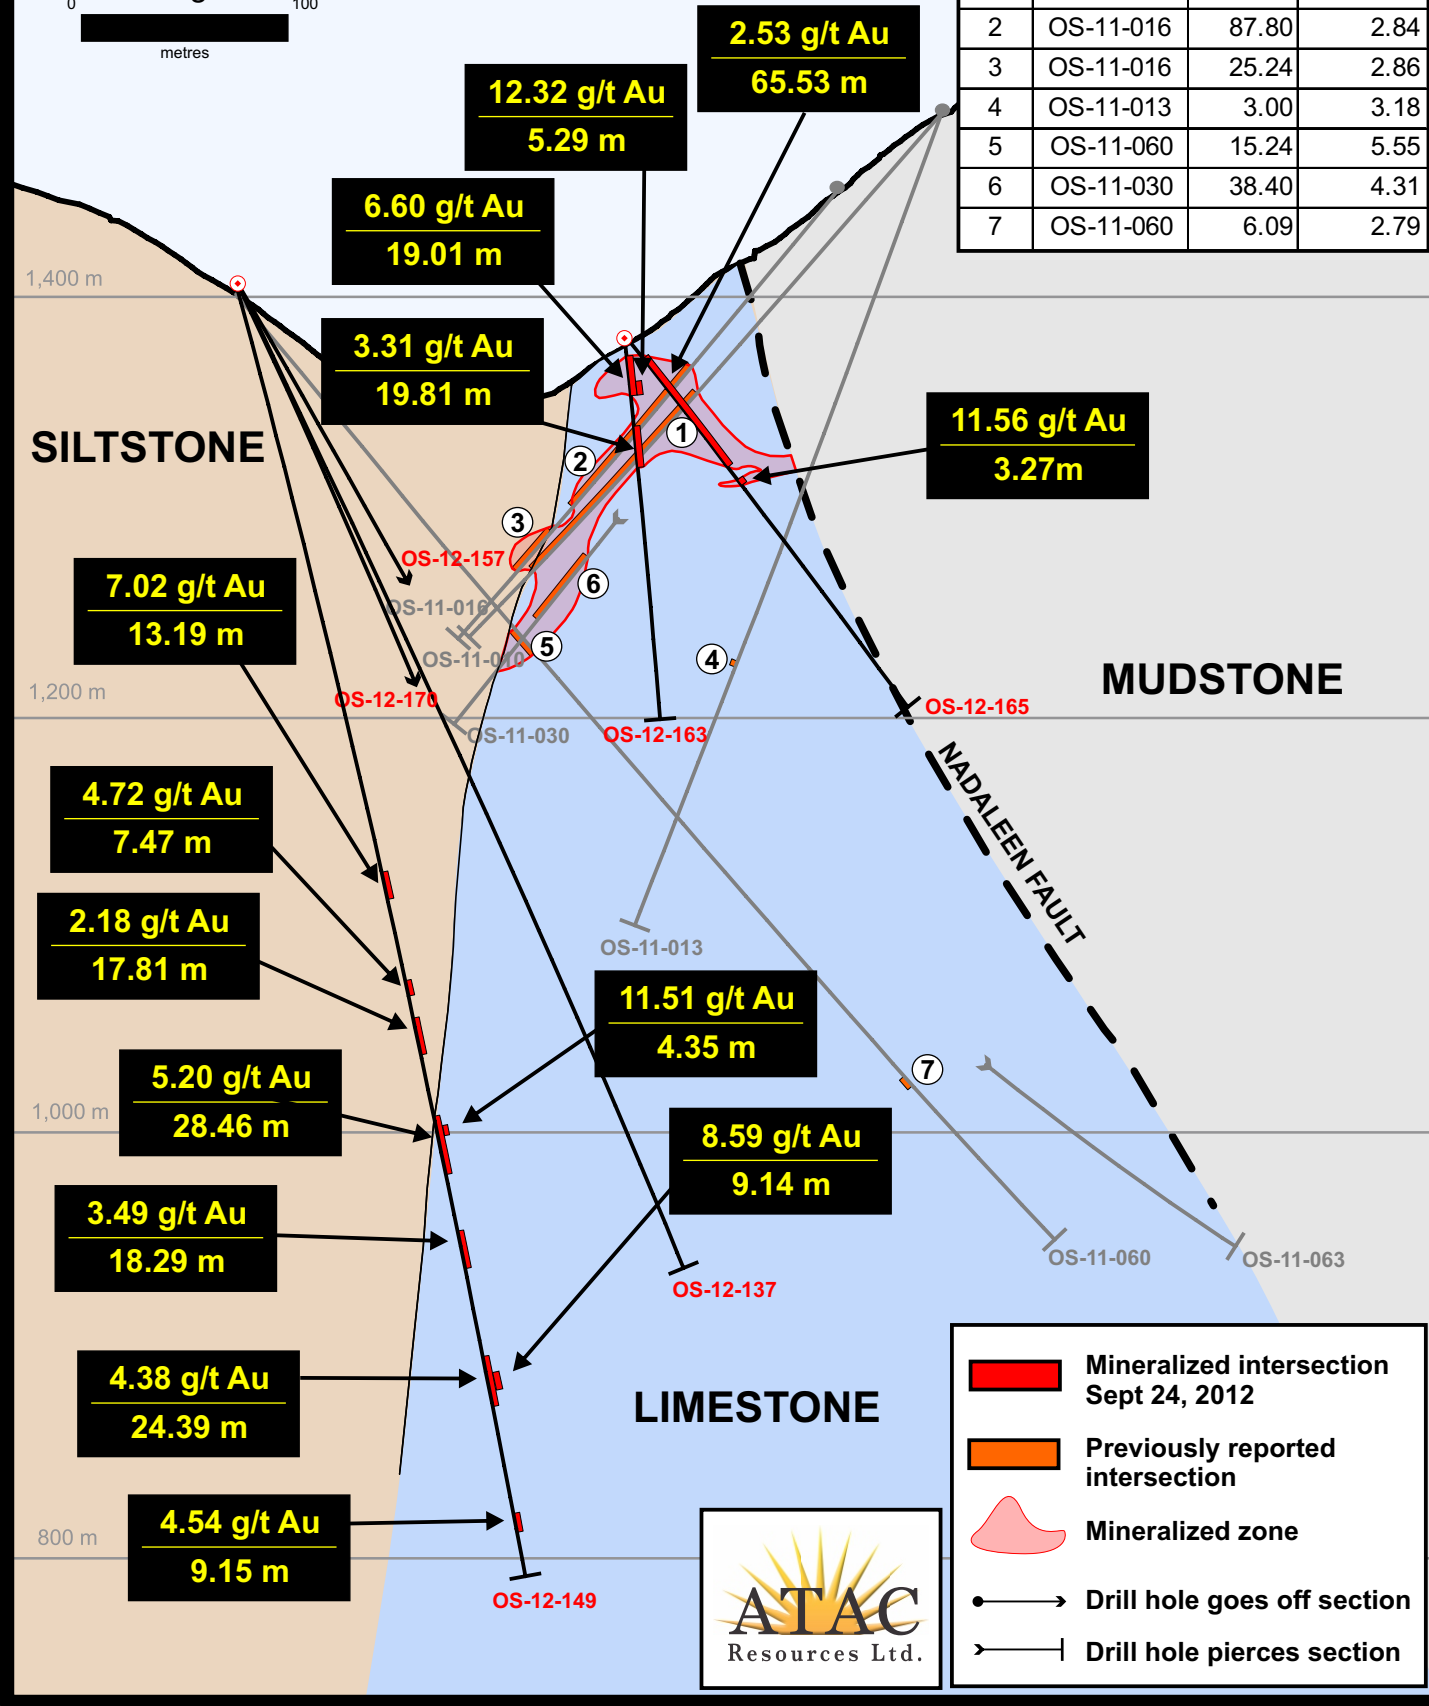 0
100
metres
2 OS-11-016 87.80 2.84
3 OS-11-016 25.24 2.86
4 OS-11-013 3.00 3.18
5 OS-11-060 15.24 5.55
6 OS-11-030 38.40 4.31
7 OS-11-060 6.09 2.79
2.53 g/t Au
65.53 m
12.32 g/t Au
5.29 m
6.60 g/t Au
19.01 m
1,400 m
3.31 g/t Au
19.81 m
SILTSTONE
1
2
3
11.56 g/t Au
3.27m
OS-12-157
7.02 g/t Au
13.19 m
OS-11-016
6
5
4
OS-11-010
MUDSTONE
1,200 m
OS-12-170
OS-11-030
OS-12-163
OS-12-165
NADALEEN FAULT
4.72 g/t Au
7.47 m
2.18 g/t Au
17.81 m
OS-11-013
11.51 g/t Au
4.35 m
7
5.20 g/t Au
28.46 m
1,000 m
8.59 g/t Au
9.14 m
3.49 g/t Au
18.29 m
OS-11-060
OS-11-063
OS-12-137
4.38 g/t Au
24.39 m
LIMESTONE
4.54 g/t Au
9.15 m
800 m
OS-12-149
Mineralized intersection
Sept 24, 2012
Previously reported
intersection
Mineralized zone
Drill hole goes off section
Drill hole pierces section
ATAC
Resources Ltd.